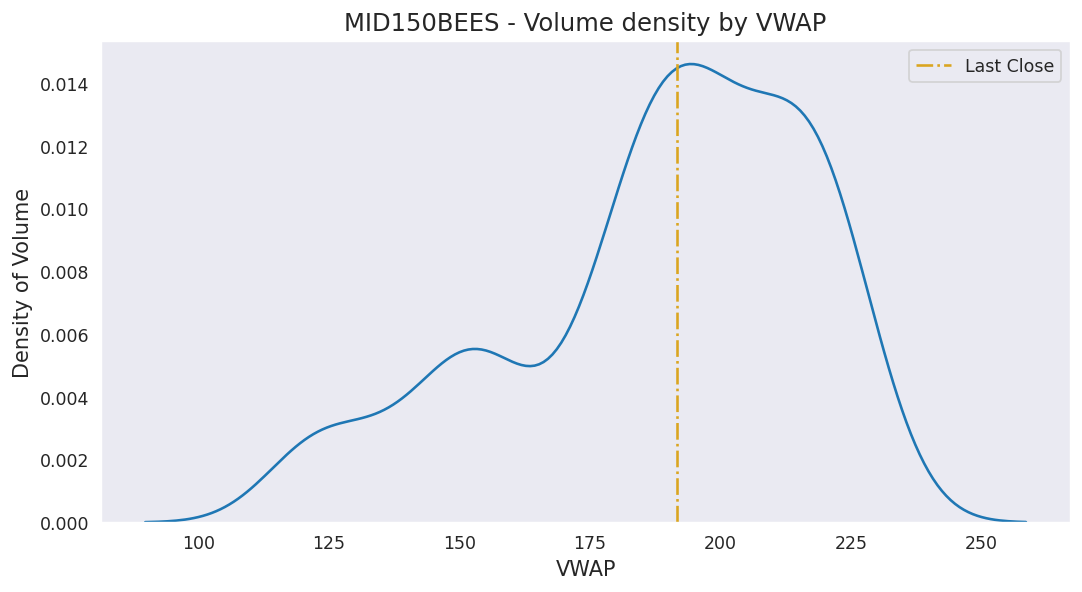 MID150BEES - Volume density by VWAP
Last Close
Density of Volume
0.014
0.012
0.010
0.008
0.006
0.004
0.002
0.000
100 125 150 175 200 225 250
VWAP